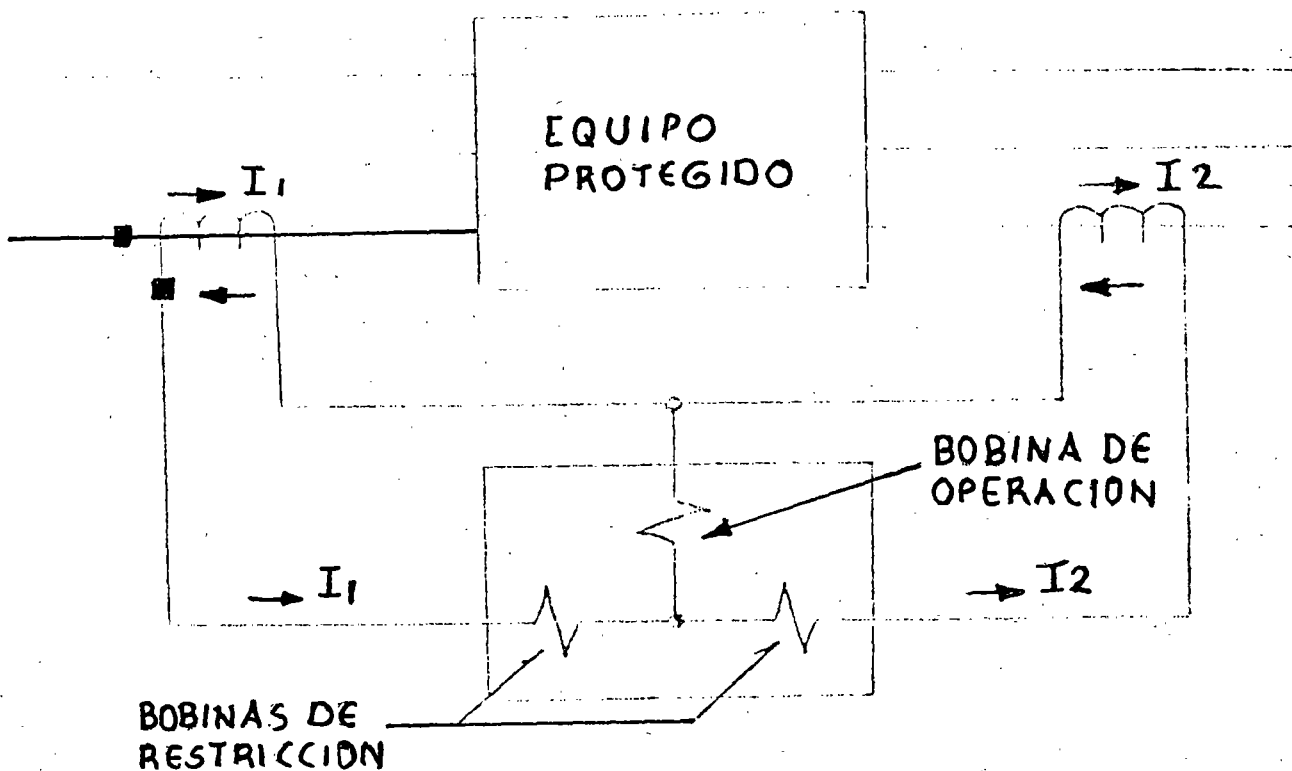 EQUIPO
PROTEGIDO
I1
I2
BOBINA DE
OPERACION
I1
I2
BOBINAS DE
RESTRICCION